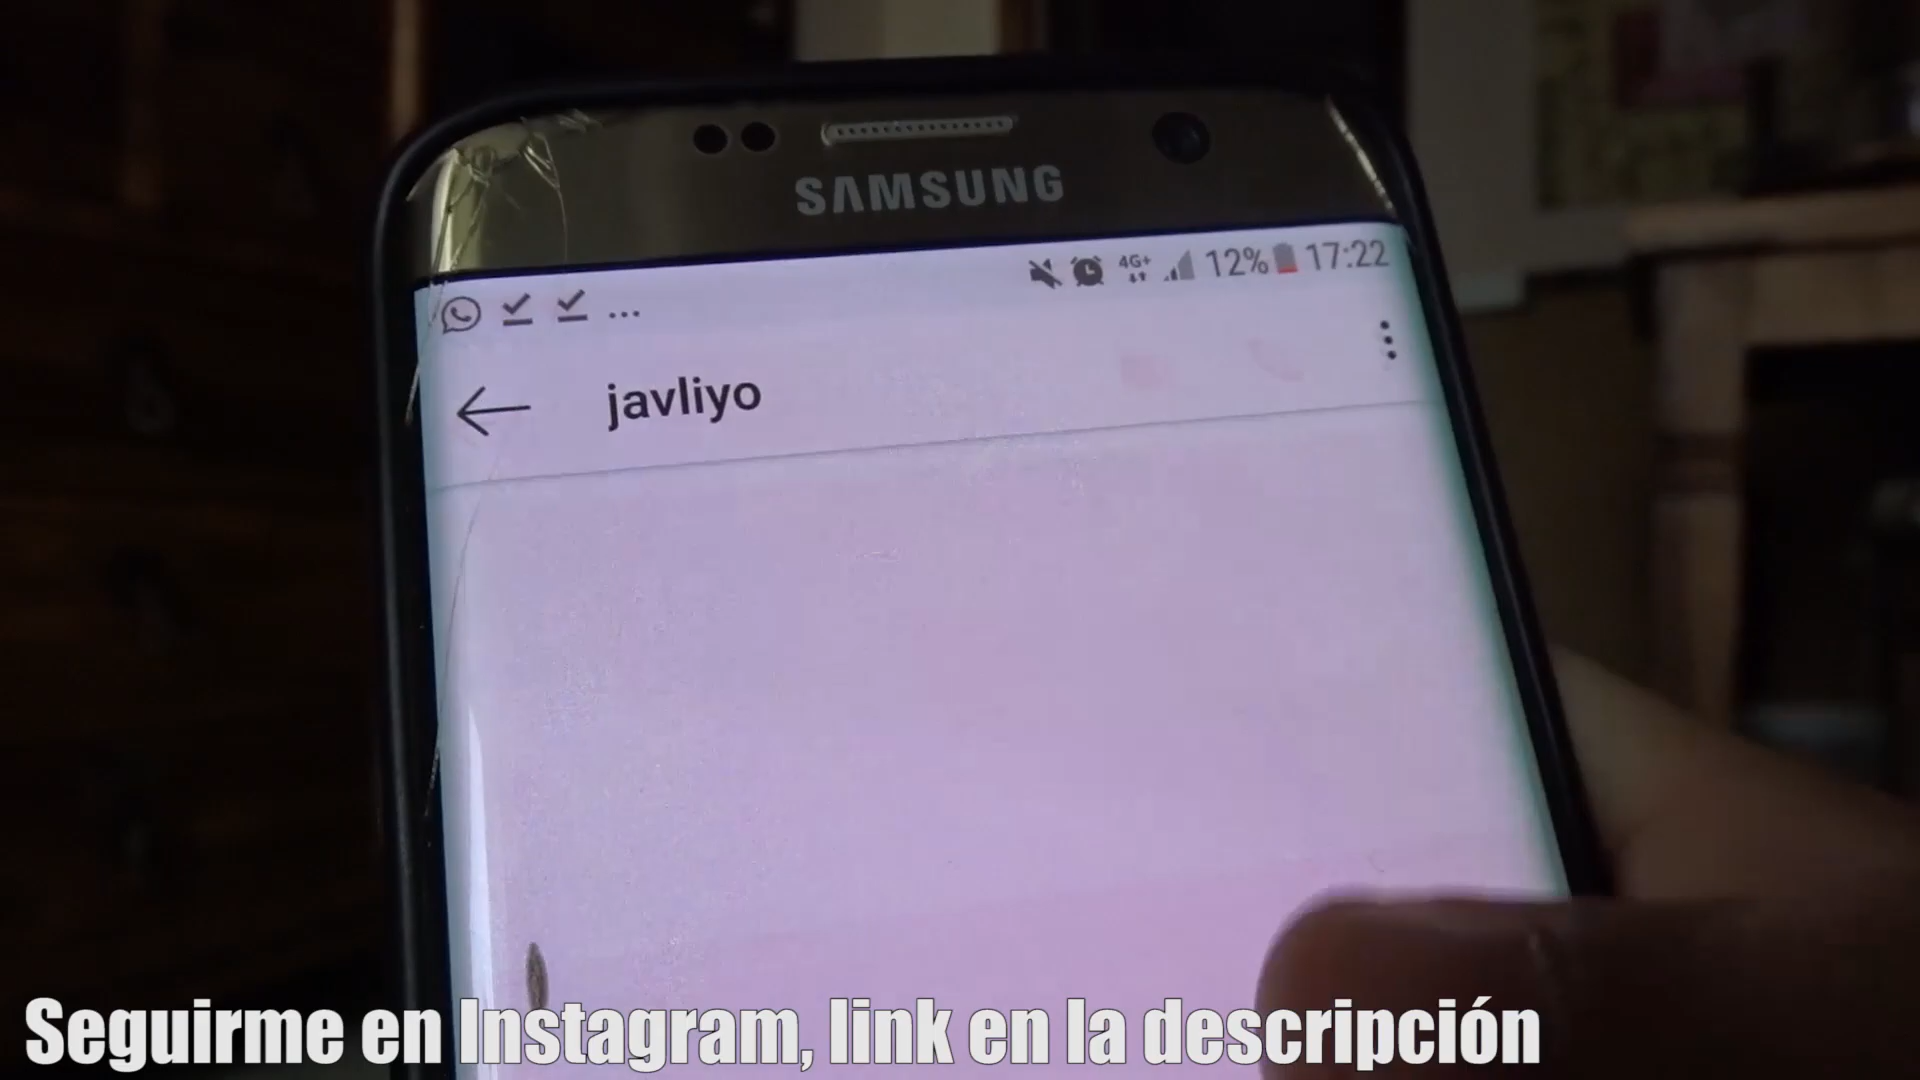 SAMSUNG
4G+ 12% 17:22
...
javliyo
Seguirme en Instagram, link en la descripción